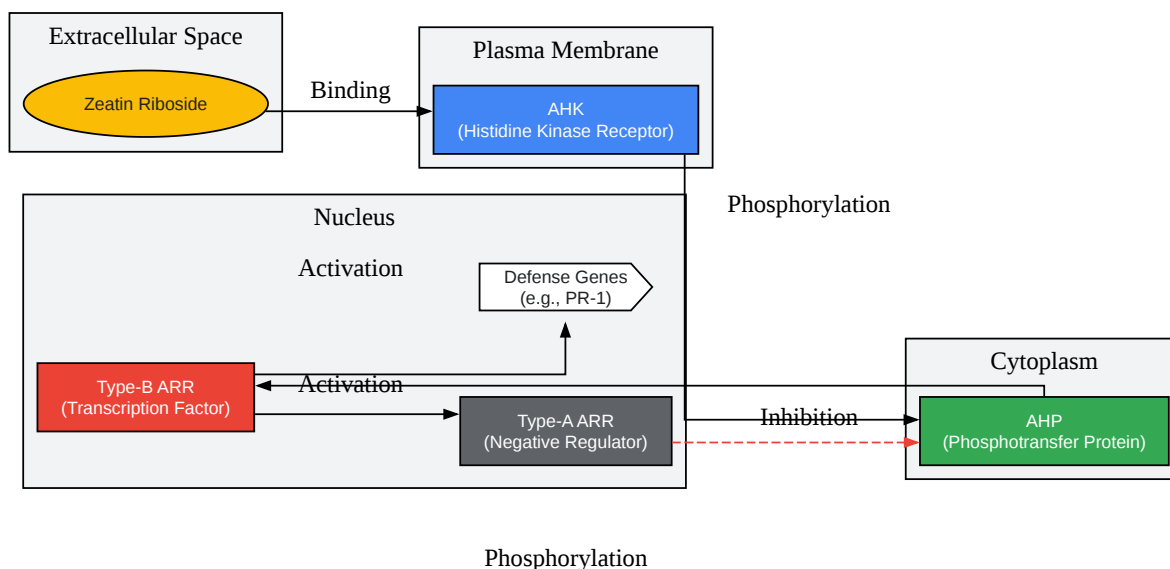 Extracellular Space
Zeatin Riboside
Binding
Plasma Membrane
AHK
(Histidine Kinase Receptor)
Phosphorylation
Nucleus
Activation
Defense Genes
(e.g., PR-1)
Type-B ARR
(Transcription Factor)
Activation
Type-A ARR
(Negative Regulator)
Inhibition
Cytoplasm
AHP
(Phosphotransfer Protein)
Phosphorylation